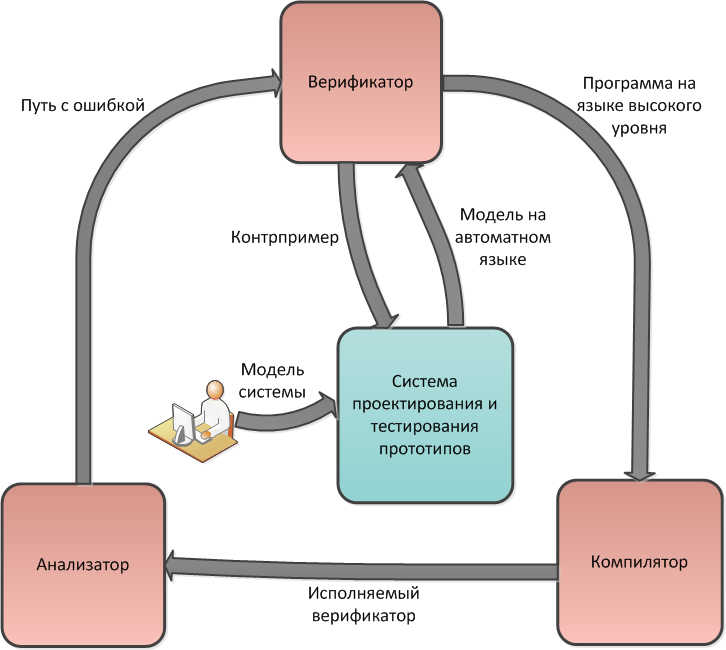 Верификатор
Путь с ошибкой
Программа на
языке высокого
уровня
Контрпример
Модель на
автоматном
языке
Модель
системы
Система
проектирования и
тестирования
прототипов
Анализатор
Компилятор
Исполняемый
верификатор